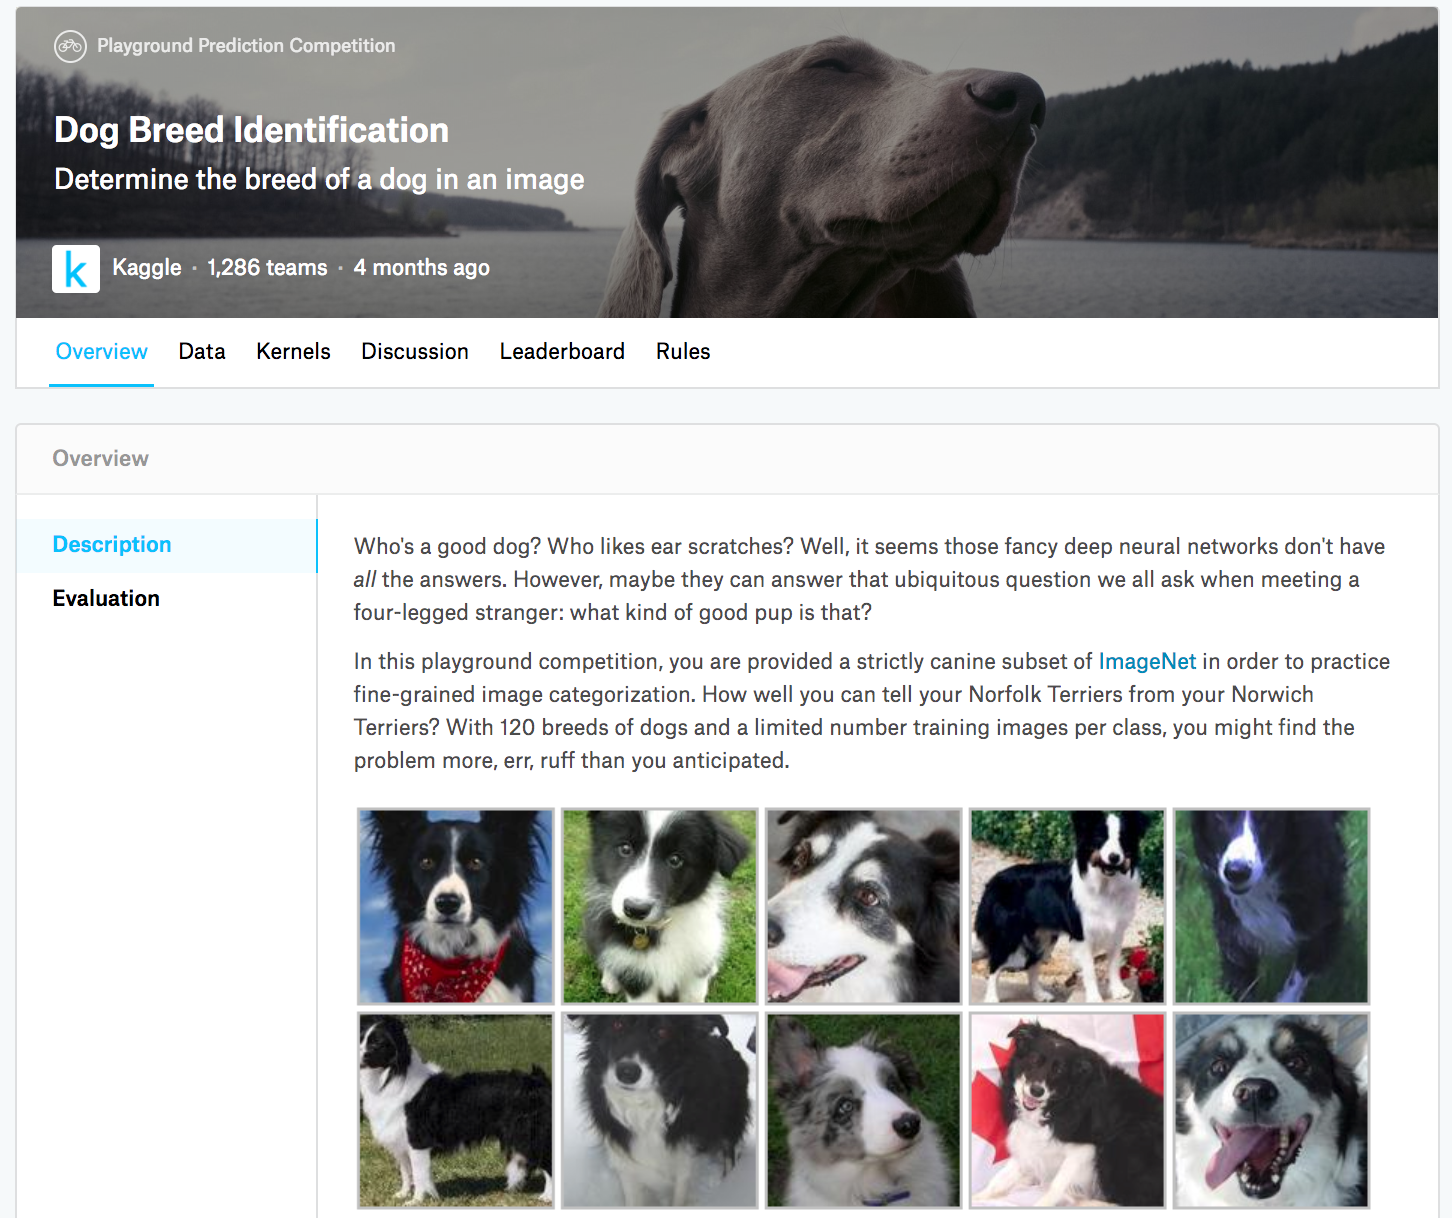 Playground Prediction Competition
Dog Breed Identification
Determine the breed of a dog in an image
k
Kaggle · 1,286 teams · 4 months ago
Overview Data Kernels Discussion Leaderboard Rules
Overview
Description
Evaluation
Who's a good dog? Who likes ear scratches? Well, it seems those fancy deep neural networks don't have
all the answers. However, maybe they can answer that ubiquitous question we all ask when meeting a
four-legged stranger: what kind of good pup is that?
In this playground competition, you are provided a strictly canine subset of ImageNet in order to practice
fine-grained image categorization. How well you can tell your Norfolk Terriers from your Norwich
Terriers? With 120 breeds of dogs and a limited number training images per class, you might find the
problem more, err, ruff than you anticipated.